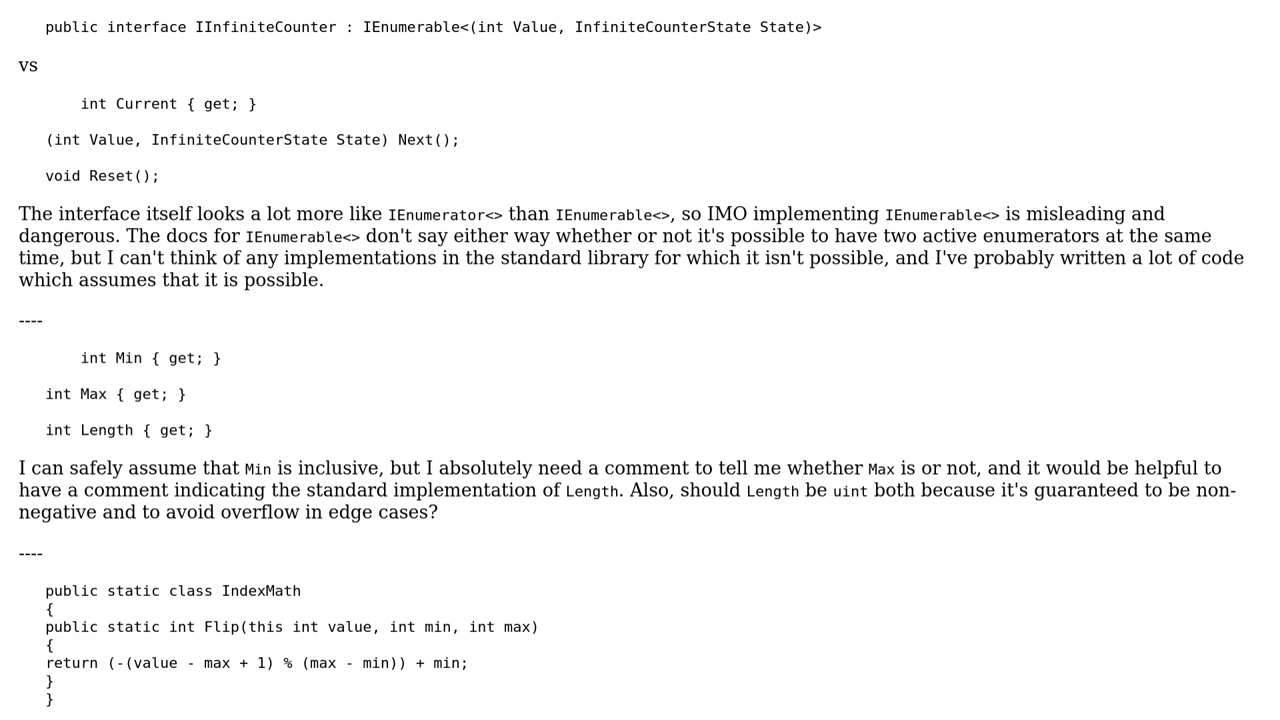 public interface IInfiniteCounter : IEnumerable<(int Value, InfiniteCounterState State)>
vs
int Current { get; }
(int Value, InfiniteCounterState State) Next();
void Reset();
The interface itself looks a lot more like IEnumerator<> than IEnumerable<>, so IMO implementing IEnumerable<> is misleading and
dangerous. The docs for IEnumerable<> don't say either way whether or not it's possible to have two active enumerators at the same
time, but I can't think of any implementations in the standard library for which it isn't possible, and I've probably written a lot of code
which assumes that it is possible.
----
int Min { get; }
int Max { get; }
int Length { get; }
I can safely assume that Min is inclusive, but I absolutely need a comment to tell me whether Max is or not, and it would be helpful to
have a comment indicating the standard implementation of Length. Also, should Length be uint both because it's guaranteed to be non-
negative and to avoid overflow in edge cases?
----
public static class IndexMath
{
public static int Flip(this int value, int min, int max)
{
return (-(value - max + 1) % (max - min)) + min;
}
}